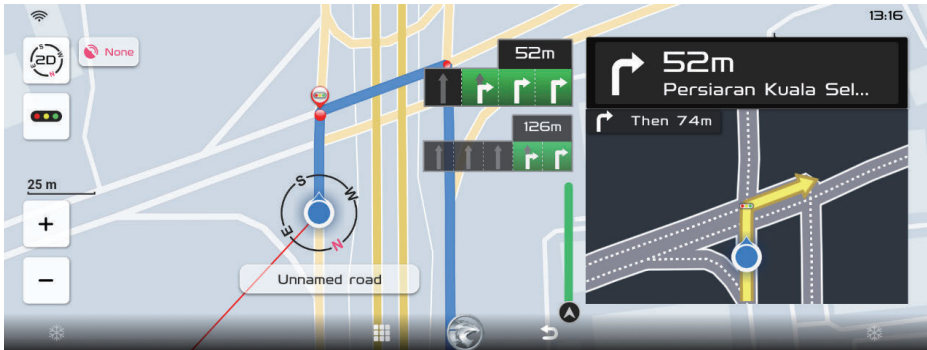 13:16
2D
S
W
N
None
52m
52m
Persiaran Kuala Sel...
126m
Then 74m
25 m
S
W
E
N
+
−
Unnamed road